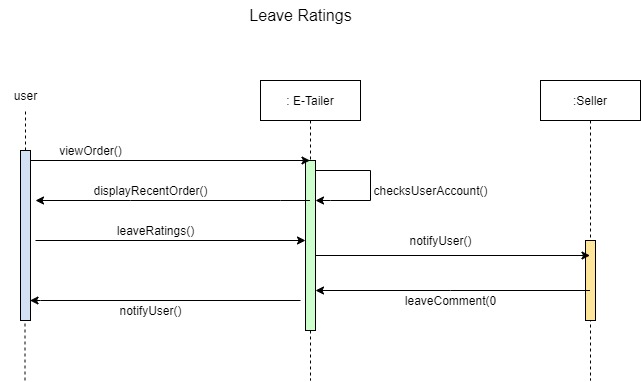 Leave Ratings
user
: E-Tailer
:Seller
viewOrder()
checksUserAccount()
displayRecentOrder()
leaveRatings()
notifyUser()
leaveComment(0
notifyUser()